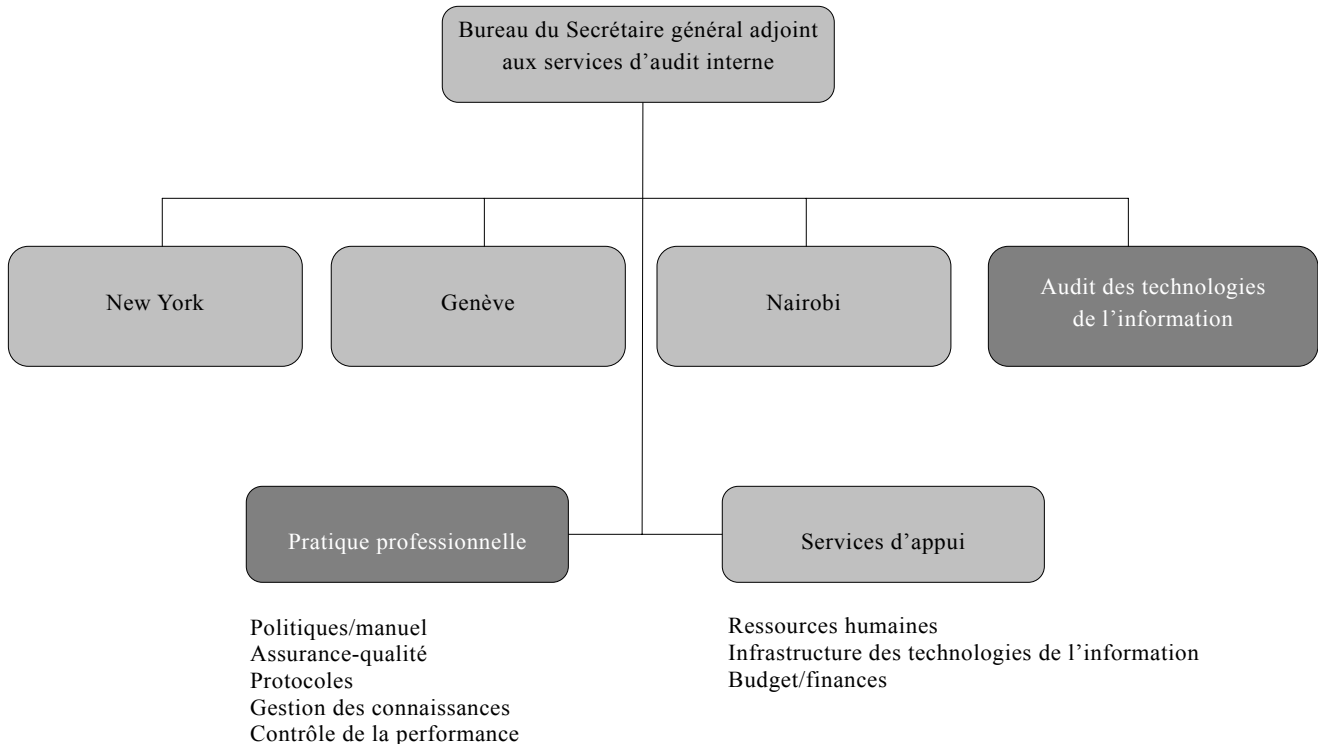 Bureau du Secrétaire général adjoint
aux services d’audit interne
New York
Genève
Nairobi
Audit des technologies
de l’information
Pratique professionnelle
Services d’appui
Politiques/manuel
Assurance-qualité
Protocoles
Gestion des connaissances
Contrôle de la performance
Ressources humaines
Infrastructure des technologies de l’information
Budget/finances